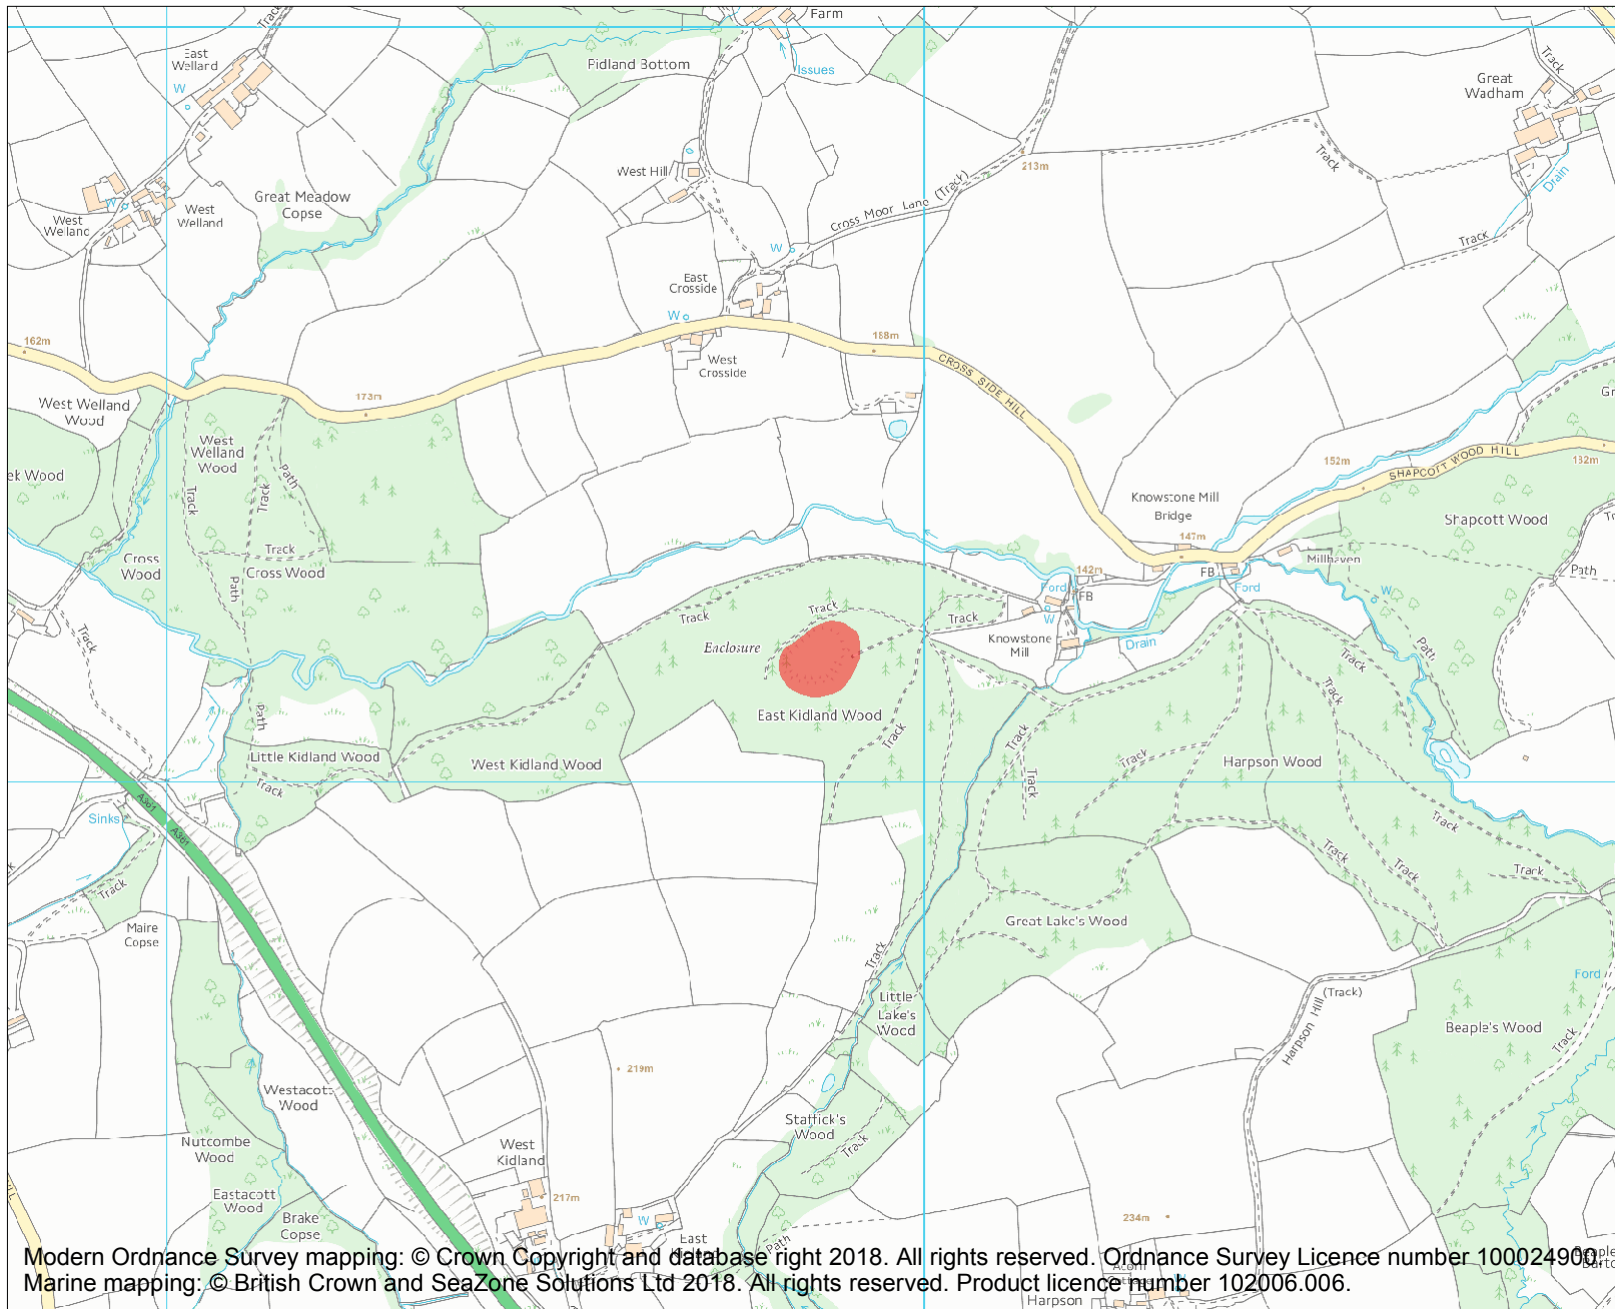 Track
Farm
East
Welland
W
Fidland Bottom
Issues
Track
Great
Wadham
West Hill
213m
Track
Drain
Great Meadow
Copse
W
West
Welland
West
Welland
Cross Moor Lane (Track)
W
Track
East
Crosside
W
162m
188m
West
Crosside
CROSS SIDE HILL
173m
West Welland
Wood
West
Welland
Wood
Path
Track
Track
ek Wood
152m
SHAPCOTT WOOD HILL
132m
Gr
Knowstone Mill
Bridge
147m
Shapcott Wood
Track
Cross Wood
Cross
Wood
Path
142m
FB
Millhaven
Path
Ford
FB
Ford
W
W
Track
Track
Track
Track
Enclosure
Knowstone
Mill
Drain
Track
Path
Track
East Kidland Wood
Path
Track
Track
Little Kidland Wood
West Kidland Wood
Track
Track
Harpson Wood
Track
A361
A361
Sinks
Track
Track
Track
Track
Track
Maire
Copse
Great Lake's Wood
Track
Little
Lake's
Wood
Ford
(Track)
Harpson Hill
Beaple's Wood
Track
219m
Westacott
Wood
Staffick's
Wood
Track
Nutcombe
Wood
West
Kidland
Eastacott
Wood
217m
Brake
Copse
W
East
Kidland
Path
234m
Modern Ordnance Survey mapping: © Crown Copyright and database right 2018. All rights reserved. Ordnance Survey Licence number 100024900.
Marine mapping: © British Crown and SeaZone Solutions Ltd 2018. All rights reserved. Product licence number 102006.006.
Harpson